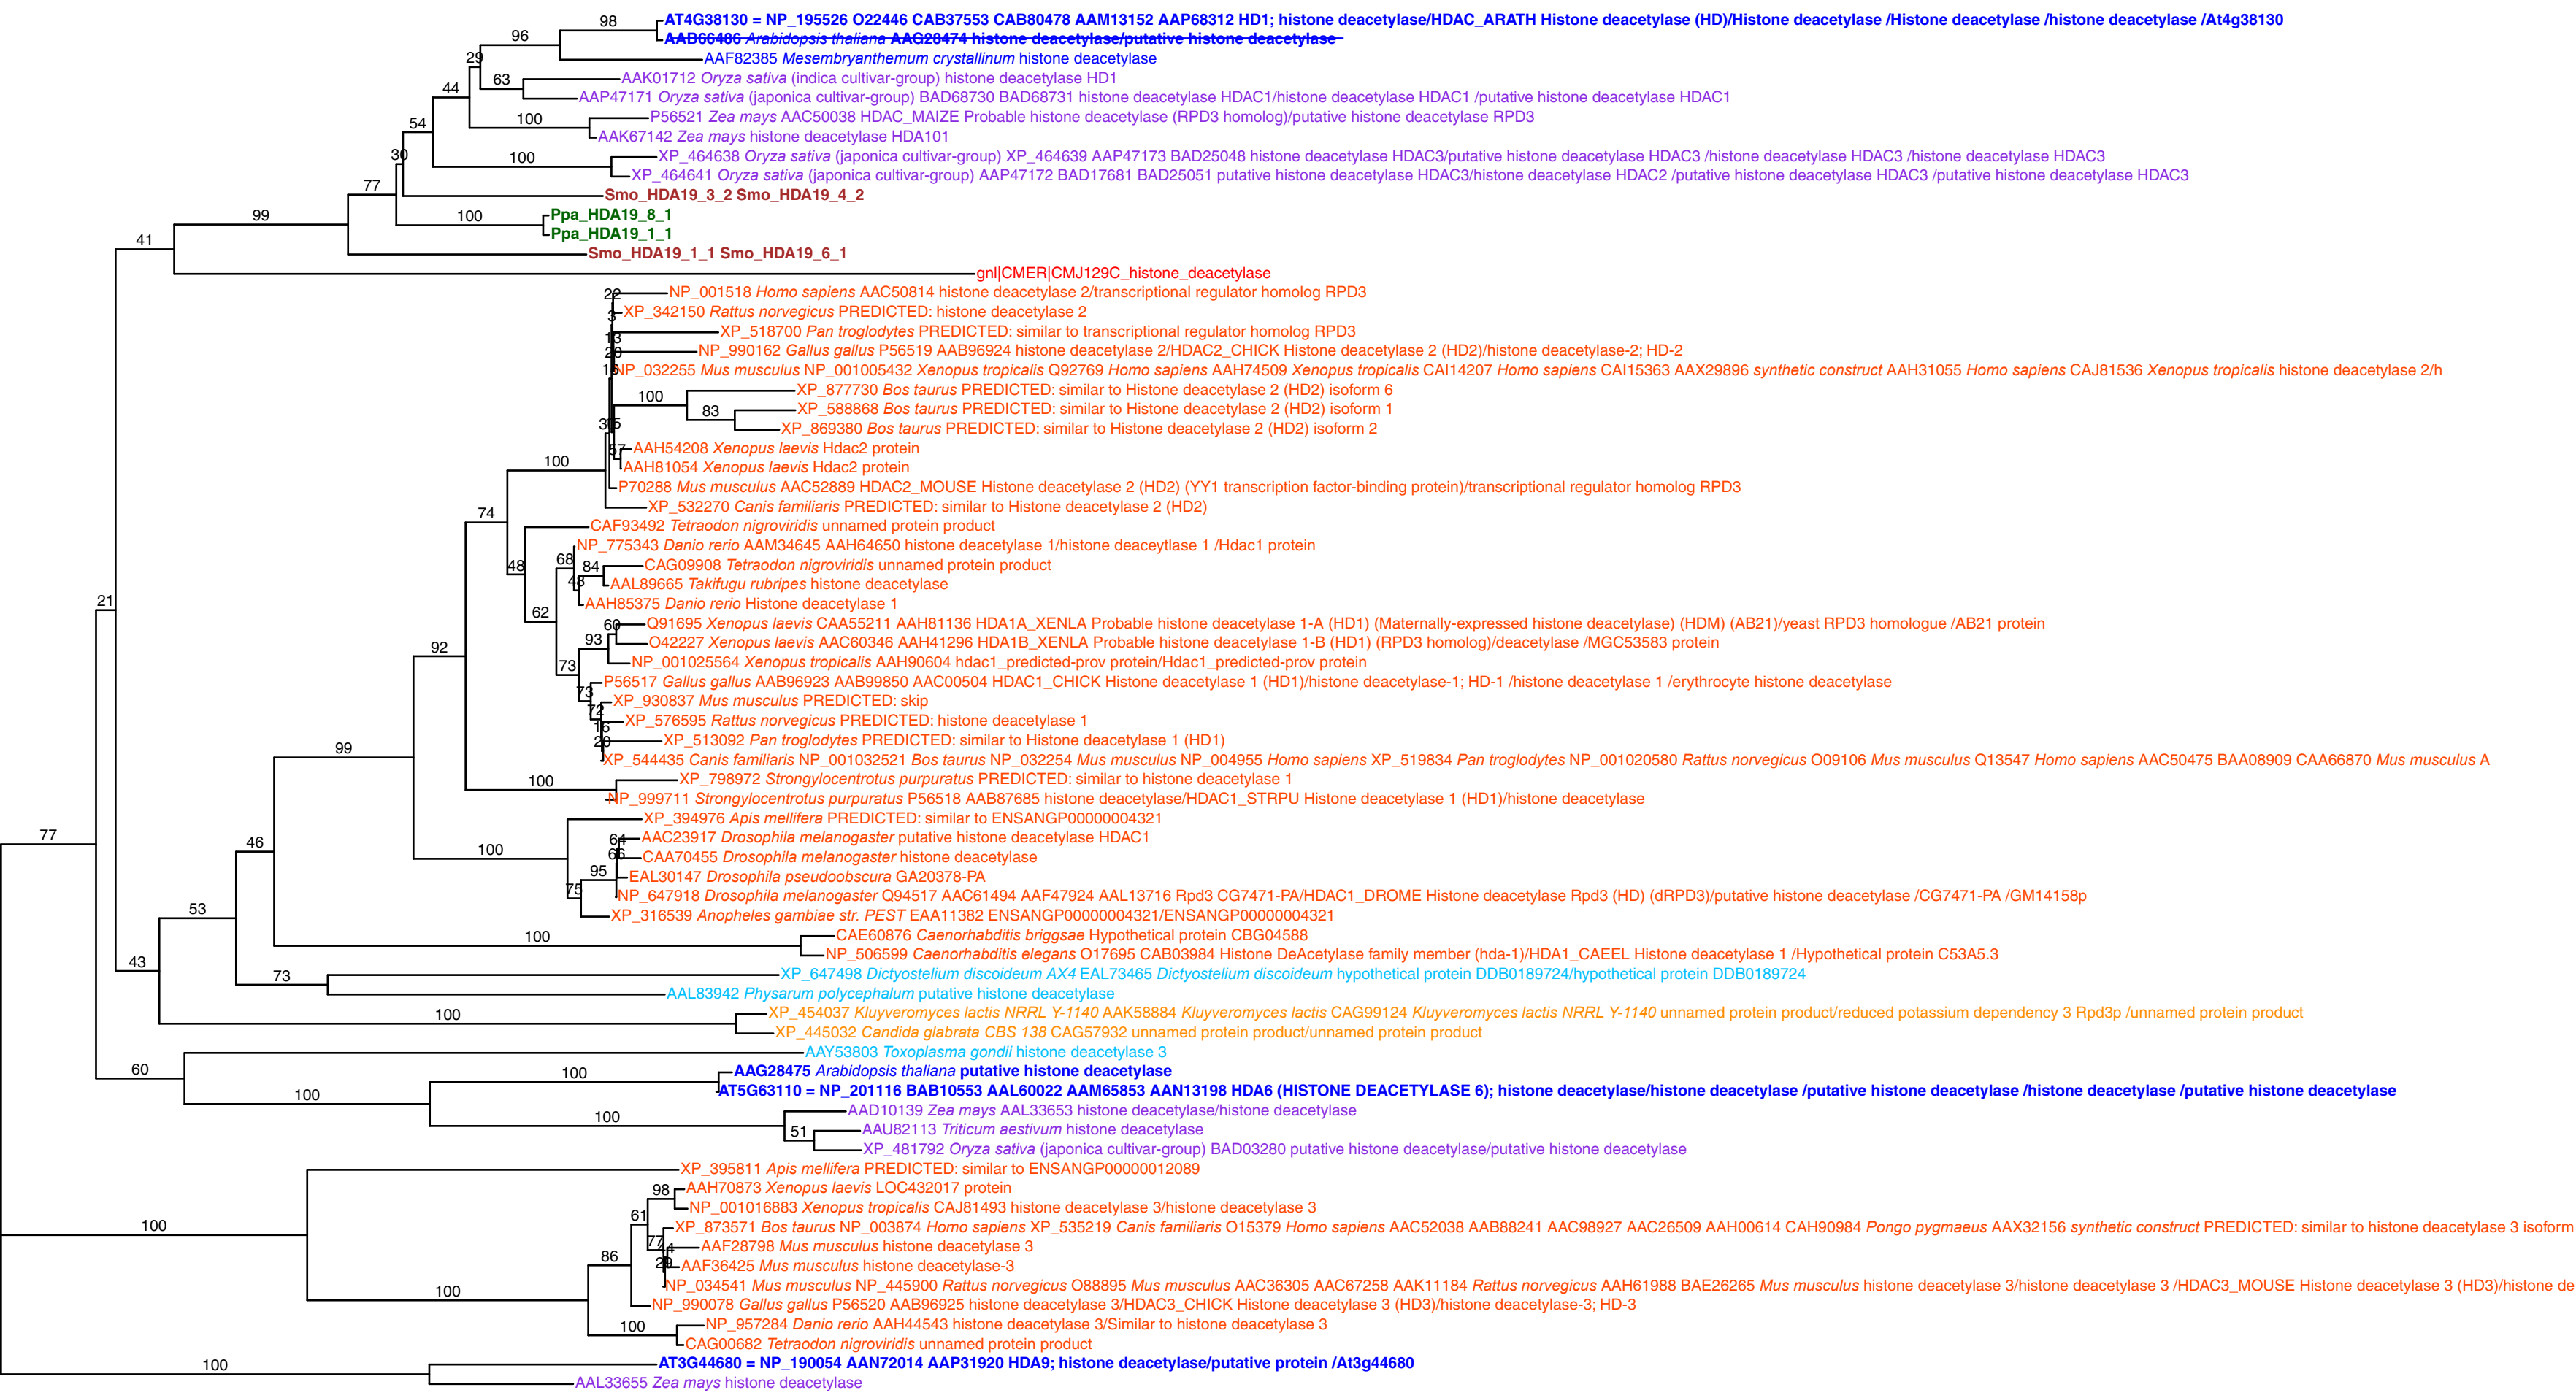 98
AT4G38130 = NP_195526 O22446 CAB37553 CAB80478 AAM13152 AAP68312 HD1; histone deacetylase/HDAC_ARATH Histone deacetylase (HD)/Histone deacetylase /Histone deacetylase /histone deacetylase /At4g38130
96
AAB66486 Arabidopsis thaliana AAG28474 histone deacetylase/putative histone deacetylase
29
AAF82385 Mesembryanthemum crystallinum histone deacetylase
63
AAK01712 Oryza sativa (indica cultivar-group) histone deacetylase HD1
44
AAP47171 Oryza sativa (japonica cultivar-group) BAD68730 BAD68731 histone deacetylase HDAC1/histone deacetylase HDAC1 /putative histone deacetylase HDAC1
54
100
P56521 Zea mays AAC50038 HDAC_MAIZE Probable histone deacetylase (RPD3 homolog)/putative histone deacetylase RPD3
AAK67142 Zea mays histone deacetylase HDA101
30
100
XP_464638 Oryza sativa (japonica cultivar-group) XP_464639 AAP47173 BAD25048 histone deacetylase HDAC3/putative histone deacetylase HDAC3 /histone deacetylase HDAC3 /histone deacetylase HDAC3
XP_464641 Oryza sativa (japonica cultivar-group) AAP47172 BAD17681 BAD25051 putative histone deacetylase HDAC3/histone deacetylase HDAC2 /putative histone deacetylase HDAC3 /putative histone deacetylase HDAC3
77
Smo_HDA19_3_2 Smo_HDA19_4_2
99
100
Ppa_HDA19_8_1
Ppa_HDA19_1_1
41
Smo_HDA19_1_1 Smo_HDA19_6_1
gnl|CMER|CMJ129C_histone_deacetylase
22
NP_001518 Homo sapiens AAC50814 histone deacetylase 2/transcriptional regulator homolog RPD3
3
XP_342150 Rattus norvegicus PREDICTED: histone deacetylase 2
13
XP_518700 Pan troglodytes PREDICTED: similar to transcriptional regulator homolog RPD3
20
NP_990162 Gallus gallus P56519 AAB96924 histone deacetylase 2/HDAC2_CHICK Histone deacetylase 2 (HD2)/histone deacetylase-2; HD-2
NP_032255 Mus musculus NP_001005432 Xenopus tropicalis Q92769 Homo sapiens AAH74509 Xenopus tropicalis CAI14207 Homo sapiens CAI15363 AAX29896 synthetic construct AAH31055 Homo sapiens CAJ81536 Xenopus tropicalis histone deacetylase 2/h
100
XP_877730 Bos taurus PREDICTED: similar to Histone deacetylase 2 (HD2) isoform 6
83
XP_588868 Bos taurus PREDICTED: similar to Histone deacetylase 2 (HD2) isoform 1
XP_869380 Bos taurus PREDICTED: similar to Histone deacetylase 2 (HD2) isoform 2
57
AAH54208 Xenopus laevis Hdac2 protein
100
AAH81054 Xenopus laevis Hdac2 protein
P70288 Mus musculus AAC52889 HDAC2_MOUSE Histone deacetylase 2 (HD2) (YY1 transcription factor-binding protein)/transcriptional regulator homolog RPD3
74
XP_532270 Canis familiaris PREDICTED: similar to Histone deacetylase 2 (HD2)
CAF93492 Tetraodon nigroviridis unnamed protein product
NP_775343 Danio rerio AAM34645 AAH64650 histone deacetylase 1/histone deaceytlase 1 /Hdac1 protein
48
68
84
CAG09908 Tetraodon nigroviridis unnamed protein product
48
AAL89665 Takifugu rubripes histone deacetylase
62
AAH85375 Danio rerio Histone deacetylase 1
60
Q91695 Xenopus laevis CAA55211 AAH81136 HDA1A_XENLA Probable histone deacetylase 1-A (HD1) (Maternally-expressed histone deacetylase) (HDM) (AB21)/yeast RPD3 homologue /AB21 protein
92
93
O42227 Xenopus laevis AAC60346 AAH41296 HDA1B_XENLA Probable histone deacetylase 1-B (HD1) (RPD3 homolog)/deacetylase /MGC53583 protein
73
NP_001025564 Xenopus tropicalis AAH90604 hdac1_predicted-prov protein/Hdac1_predicted-prov protein
73
P56517 Gallus gallus AAB96923 AAB99850 AAC00504 HDAC1_CHICK Histone deacetylase 1 (HD1)/histone deacetylase-1; HD-1 /histone deacetylase 1 /erythrocyte histone deacetylase
72
XP_930837 Mus musculus PREDICTED: skip
16
XP_576595 Rattus norvegicus PREDICTED: histone deacetylase 1
99
20
XP_513092 Pan troglodytes PREDICTED: similar to Histone deacetylase 1 (HD1)
XP_544435 Canis familiaris NP_001032521 Bos taurus NP_032254 Mus musculus NP_004955 Homo sapiens XP_519834 Pan troglodytes NP_001020580 Rattus norvegicus O09106 Mus musculus Q13547 Homo sapiens AAC50475 BAA08909 CAA66870 Mus musculus A
100
XP_798972 Strongylocentrotus purpuratus PREDICTED: similar to histone deacetylase 1
NP_999711 Strongylocentrotus purpuratus P56518 AAB87685 histone deacetylase/HDAC1_STRPU Histone deacetylase 1 (HD1)/histone deacetylase
21
77
XP_394976 Apis mellifera PREDICTED: similar to ENSANGP00000004321
46
64
AAC23917 Drosophila melanogaster putative histone deacetylase HDAC1
100
66
CAA70455 Drosophila melanogaster histone deacetylase
95
EAL30147 Drosophila pseudoobscura GA20378-PA
75
NP_647918 Drosophila melanogaster Q94517 AAC61494 AAF47924 AAL13716 Rpd3 CG7471-PA/HDAC1_DROME Histone deacetylase Rpd3 (HD) (dRPD3)/putative histone deacetylase /CG7471-PA /GM14158p
53
XP_316539 Anopheles gambiae str. PEST EAA11382 ENSANGP00000004321/ENSANGP00000004321
100
CAE60876 Caenorhabditis briggsae Hypothetical protein CBG04588
NP_506599 Caenorhabditis elegans O17695 CAB03984 Histone DeAcetylase family member (hda-1)/HDA1_CAEEL Histone deacetylase 1 /Hypothetical protein C53A5.3
43
73
XP_647498 Dictyostelium discoideum AX4 EAL73465 Dictyostelium discoideum hypothetical protein DDB0189724/hypothetical protein DDB0189724
AAL83942 Physarum polycephalum putative histone deacetylase
100
XP_454037 Kluyveromyces lactis NRRL Y-1140 AAK58884 Kluyveromyces lactis CAG99124 Kluyveromyces lactis NRRL Y-1140 unnamed protein product/reduced potassium dependency 3 Rpd3p /unnamed protein product
XP_445032 Candida glabrata CBS 138 CAG57932 unnamed protein product/unnamed protein product
AAY53803 Toxoplasma gondii histone deacetylase 3
60
100
AAG28475 Arabidopsis thaliana putative histone deacetylase
100
AT5G63110 = NP_201116 BAB10553 AAL60022 AAM65853 AAN13198 HDA6 (HISTONE DEACETYLASE 6); histone deacetylase/histone deacetylase /putative histone deacetylase /histone deacetylase /putative histone deacetylase
100
AAD10139 Zea mays AAL33653 histone deacetylase/histone deacetylase
51
AAU82113 Triticum aestivum histone deacetylase
XP_481792 Oryza sativa (japonica cultivar-group) BAD03280 putative histone deacetylase/putative histone deacetylase
XP_395811 Apis mellifera PREDICTED: similar to ENSANGP00000012089
98
AAH70873 Xenopus laevis LOC432017 protein
NP_001016883 Xenopus tropicalis CAJ81493 histone deacetylase 3/histone deacetylase 3
100
61
XP_873571 Bos taurus NP_003874 Homo sapiens XP_535219 Canis familiaris O15379 Homo sapiens AAC52038 AAB88241 AAC98927 AAC26509 AAH00614 CAH90984 Pongo pygmaeus AAX32156 synthetic construct PREDICTED: similar to histone deacetylase 3 isoform
77
AAF28798 Mus musculus histone deacetylase 3
86
AAF36425 Mus musculus histone deacetylase-3
NP_034541 Mus musculus NP_445900 Rattus norvegicus O88895 Mus musculus AAC36305 AAC67258 AAK11184 Rattus norvegicus AAH61988 BAE26265 Mus musculus histone deacetylase 3/histone deacetylase 3 /HDAC3_MOUSE Histone deacetylase 3 (HD3)/histone de
100
NP_990078 Gallus gallus P56520 AAB96925 histone deacetylase 3/HDAC3_CHICK Histone deacetylase 3 (HD3)/histone deacetylase-3; HD-3
100
NP_957284 Danio rerio AAH44543 histone deacetylase 3/Similar to histone deacetylase 3
CAG00682 Tetraodon nigroviridis unnamed protein product
100
AT3G44680 = NP_190054 AAN72014 AAP31920 HDA9; histone deacetylase/putative protein /At3g44680
AAL33655 Zea mays histone deacetylase